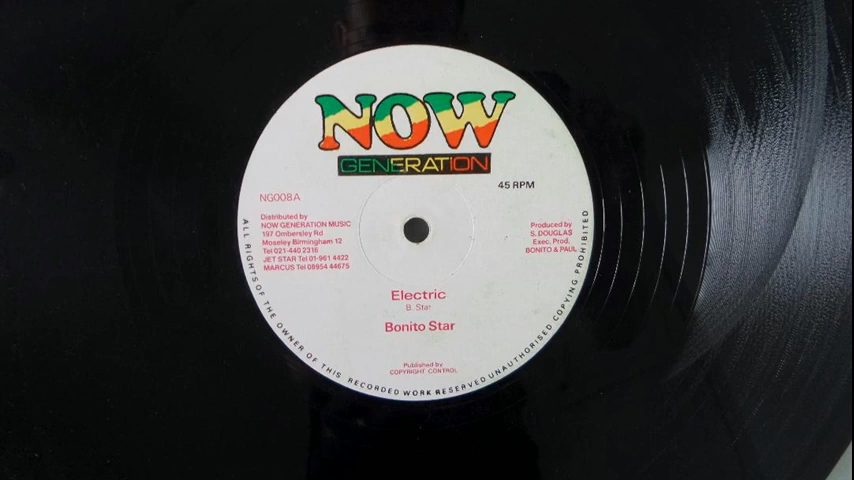 NOW
GENERATION
45 RPM
NG008A
Distributed by
NOW GENERATION MUSIC
197 Ombersley Rd
Moseley Birmingham 12
Tel 021-440 2316
JET STAR Tel 01-961 4422
MARCUS Tel 08954 44675
Produced by
S. DOUGLAS
Exec. Prod.
BONITO & PAUL
Electric
B. Star
Bonito Star
Published by
COPYRIGHT CONTROL
ALL RIGHTS OF THE OWNER OF THIS RECORDED WORK RESERVED UNAUTHORISED COPYING PROHIBITED